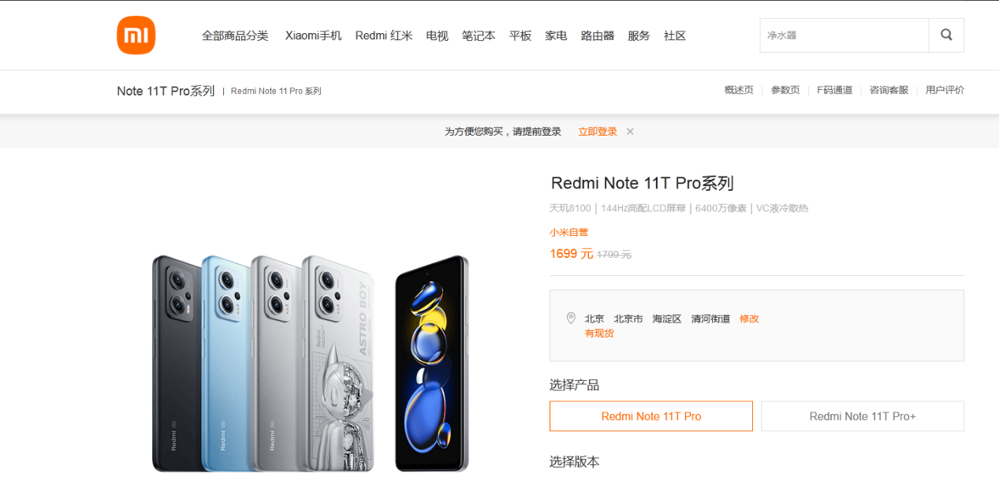 全部商品分类 Xiaomi手机 Redmi 红米 电视 笔记本 平板 家电 路由器 服务 社区 净水器
Note 11T Pro系列 | Redmi Note 11 Pro 系列 概述页 | 参数页 | F码通道 | 咨询客服 | 用户评价
为方便您购买，请提前登录 立即登录 ×
Redmi Note 11T Pro系列
天玑8100｜144Hz高配LCD屏幕｜6400万像素｜VC液冷散热
小米自营
1699 元 1799 元
北京 北京市 海淀区 清河街道 修改
有现货
选择产品
Redmi Note 11T Pro Redmi Note 11T Pro+
选择版本
ASTRO BOY
Redmi
Redmi
Redmi
Redmi